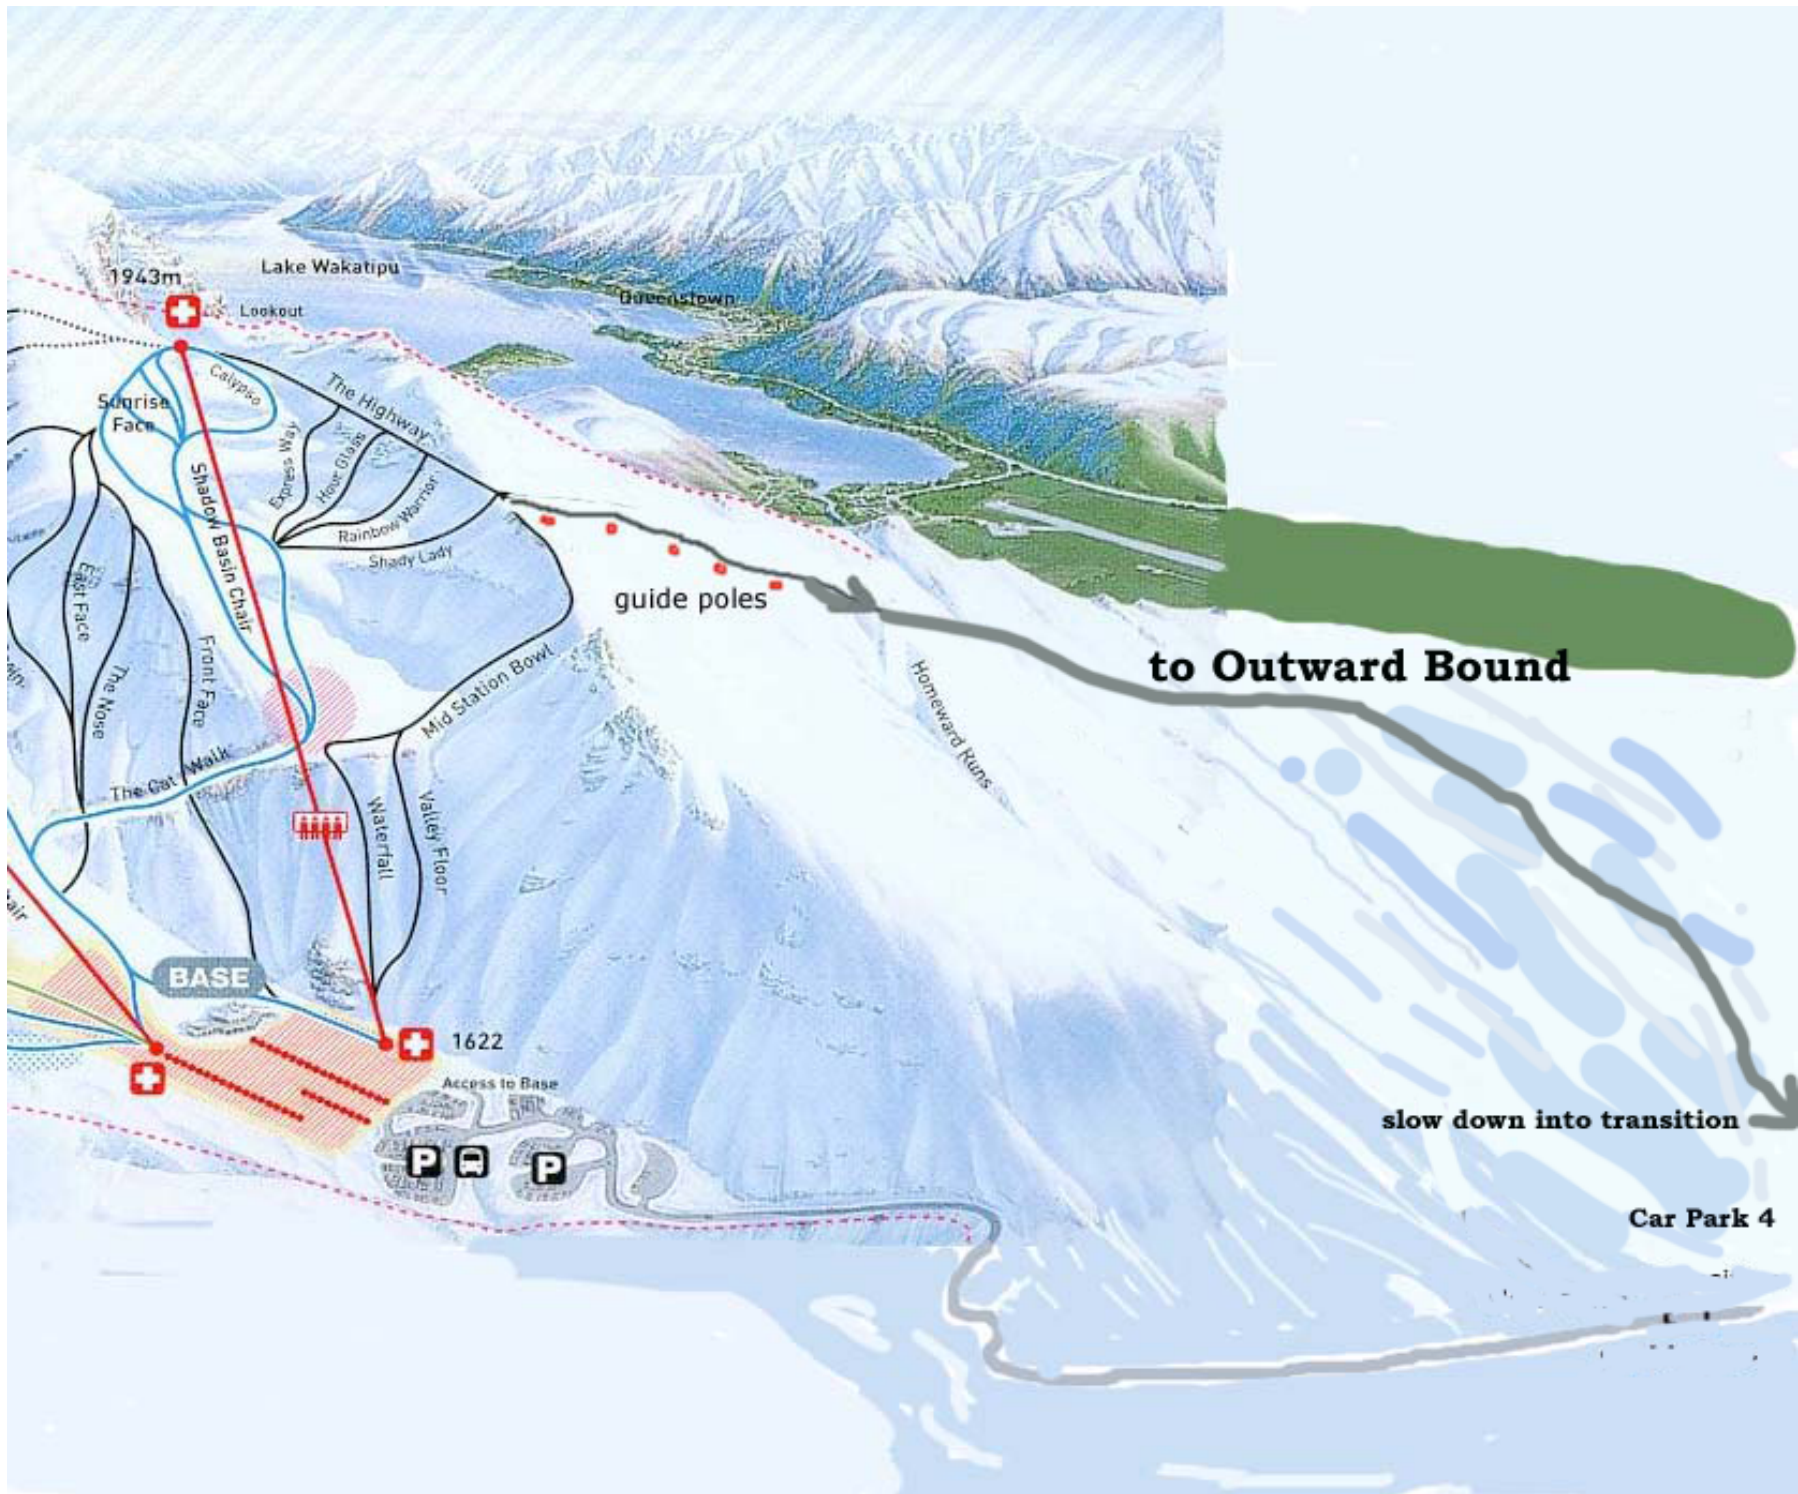 Lake Wakatipu
1943m
Queenstown
Lookout
Calypso
The Highway
Sunrise
Face
Express Way
Hour Glass
Rainbow Warrior
Shady Lady
Shadow Basin Chair
guide poles
East Face
to Outward Bound
Front Face
The Nose
Mid Station Bowl
Homeward Runs
The Cat Walk
Waterfall
Valley Floor
BASE
1622
Access to Base
slow down into transition
P
P
Car Park 4